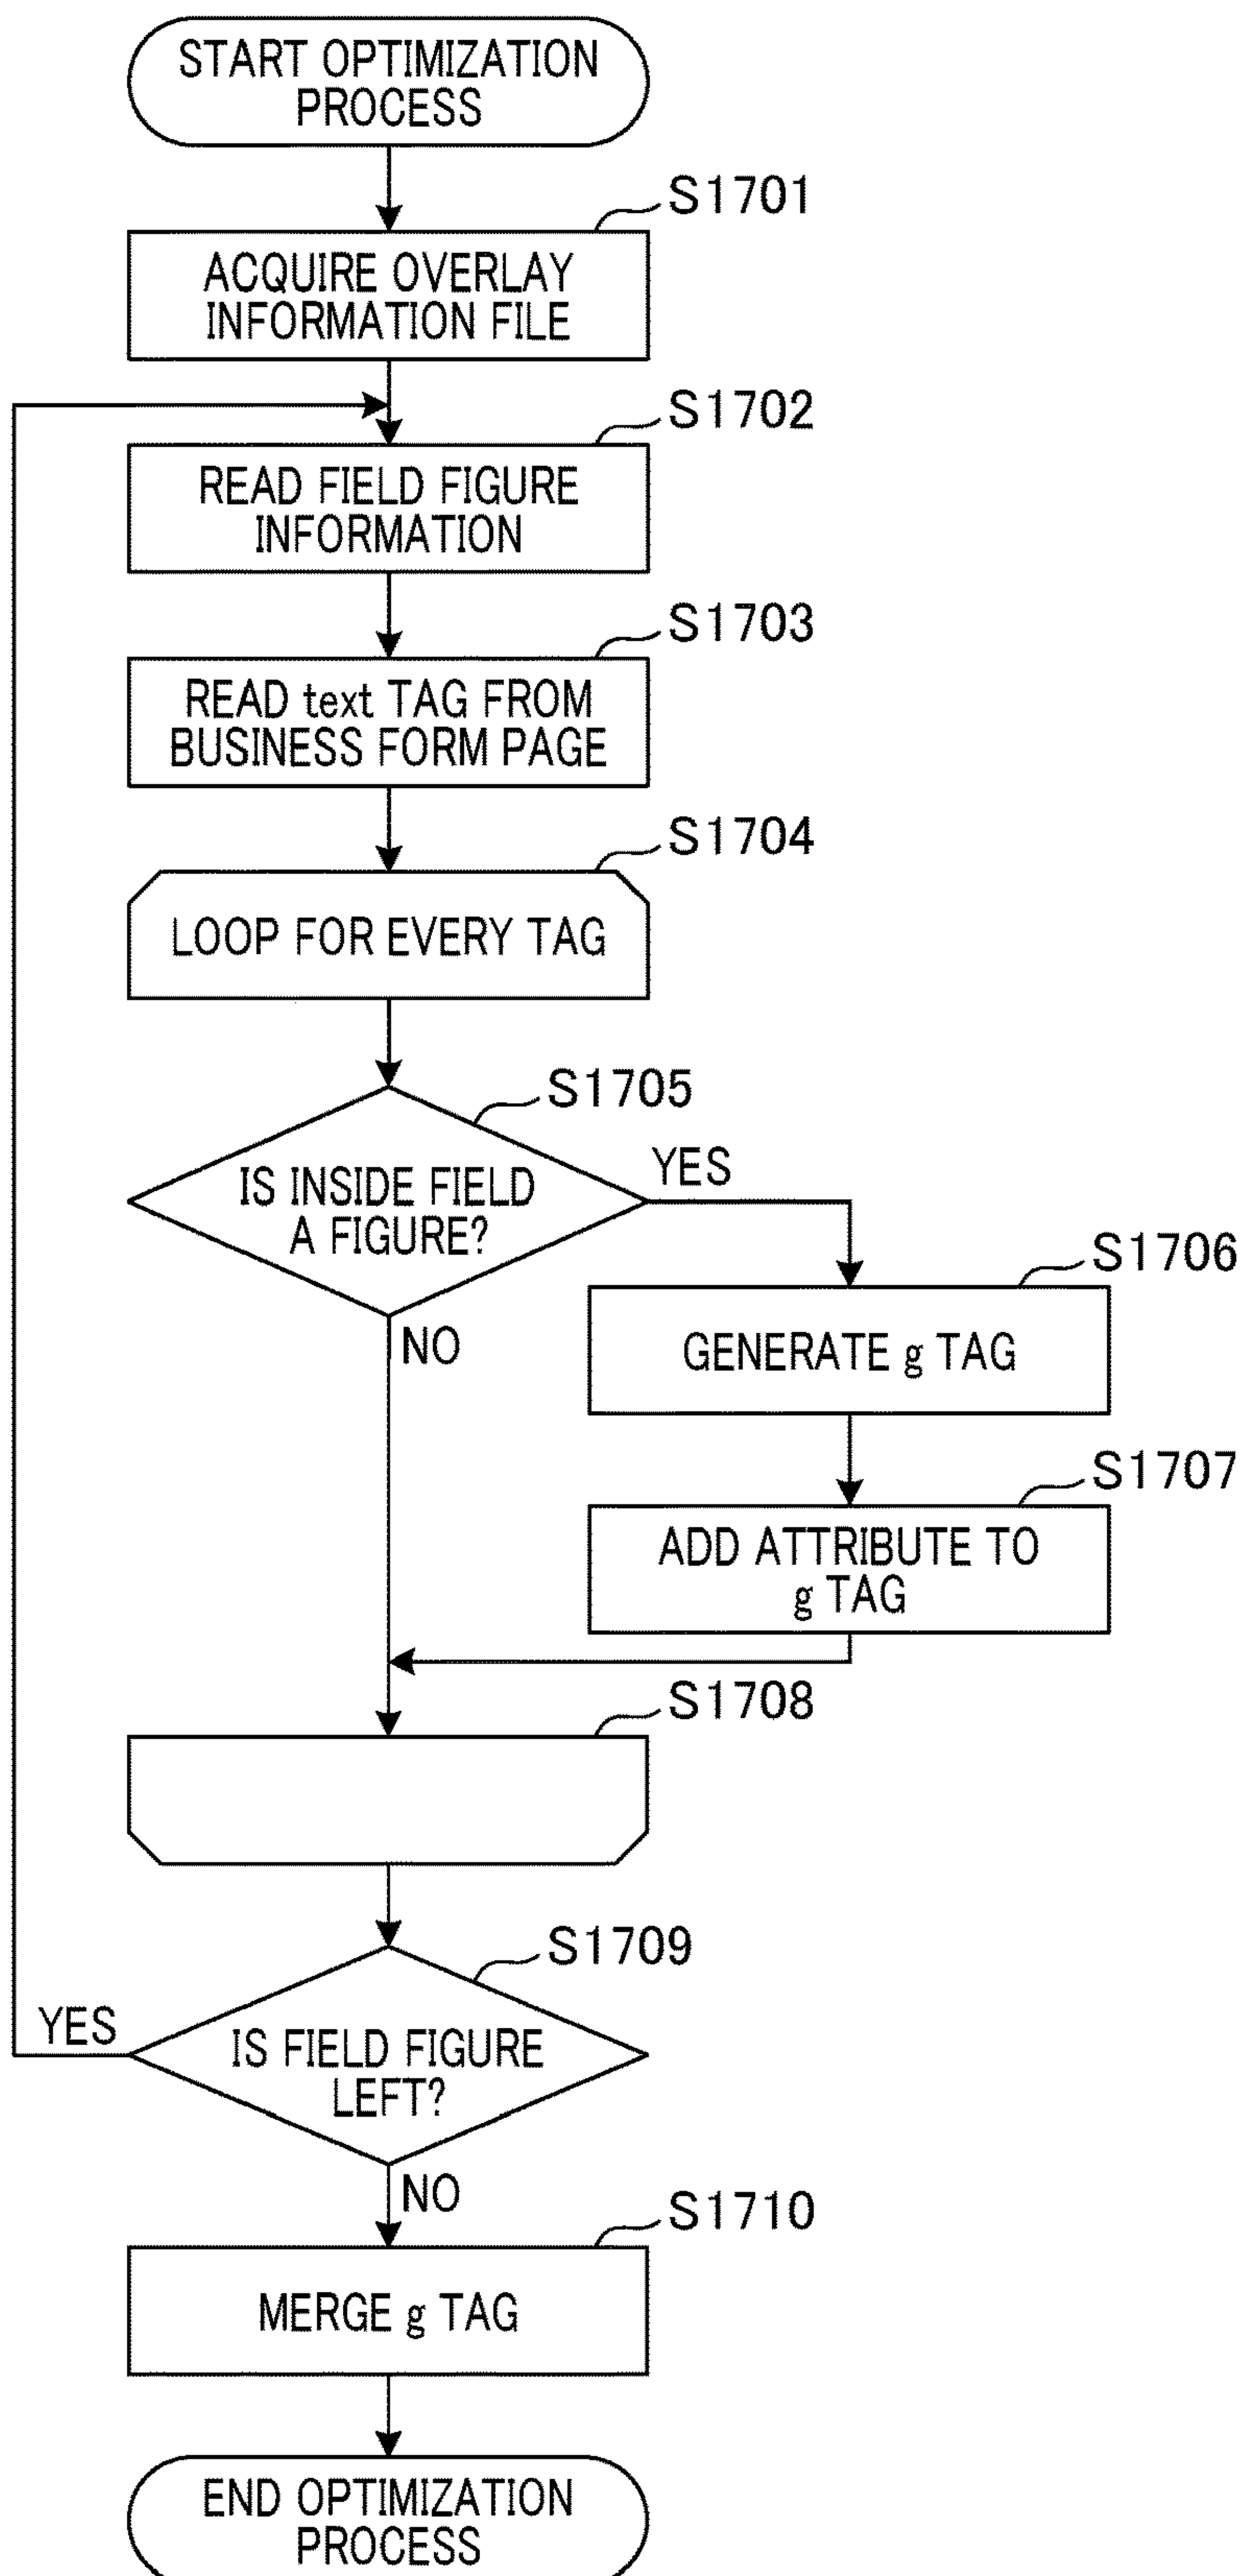 START OPTIMIZATION
PROCESS
S1701
ACQUIRE OVERLAY
INFORMATION FILE
S1702
READ FIELD FIGURE
INFORMATION
S1703
READ text TAG FROM
BUSINESS FORM PAGE
S1704
LOOP FOR EVERY TAG
S1705
IS INSIDE FIELD
A FIGURE?
YES
NO
S1706
GENERATE g TAG
S1707
ADD ATTRIBUTE TO
g TAG
S1708
S1709
IS FIELD FIGURE
LEFT?
YES
NO
S1710
MERGE g TAG
END OPTIMIZATION
PROCESS